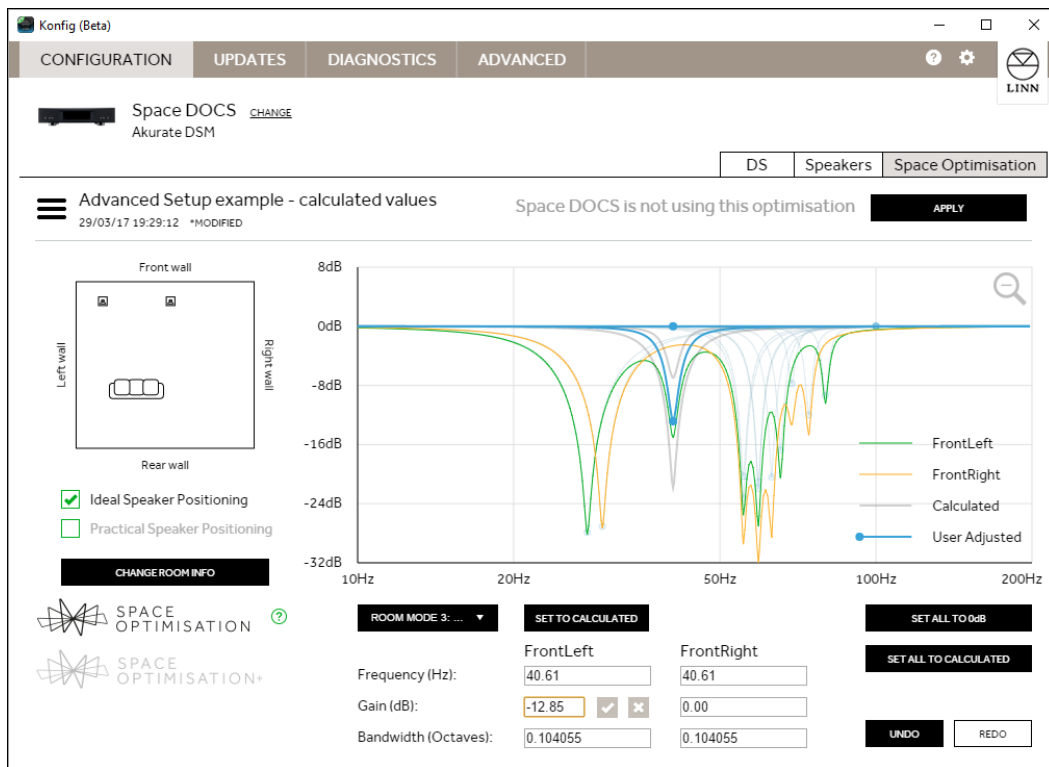 Konfig (Beta)
CONFIGURATION UPDATES DIAGNOSTICS ADVANCED ?
LINN
Space DOCS CHANGE
Akurate DSM
DS Speakers Space Optimisation
Advanced Setup example - calculated values
29/03/17 19:29:12 *MODIFIED
Space DOCS is not using this optimisation APPLY
Front wall
Left wall
Right wall
Rear wall
Ideal Speaker Positioning
Practical Speaker Positioning
CHANGE ROOM INFO
SPACE
OPTIMISATION ?
SPACE
OPTIMISATION+
8dB
0dB
-8dB
-16dB
-24dB
-32dB
10Hz 20Hz 50Hz 100Hz 200Hz
FrontLeft
FrontRight
Calculated
User Adjusted
ROOM MODE 3: ... ▼ SET TO CALCULATED SET ALL TO 0dB
FrontLeft FrontRight SET ALL TO CALCULATED
Frequency (Hz): 40.61 40.61
Gain (dB): -12.85 0.00
Bandwidth (Octaves): 0.104055 0.104055
UNDO REDO